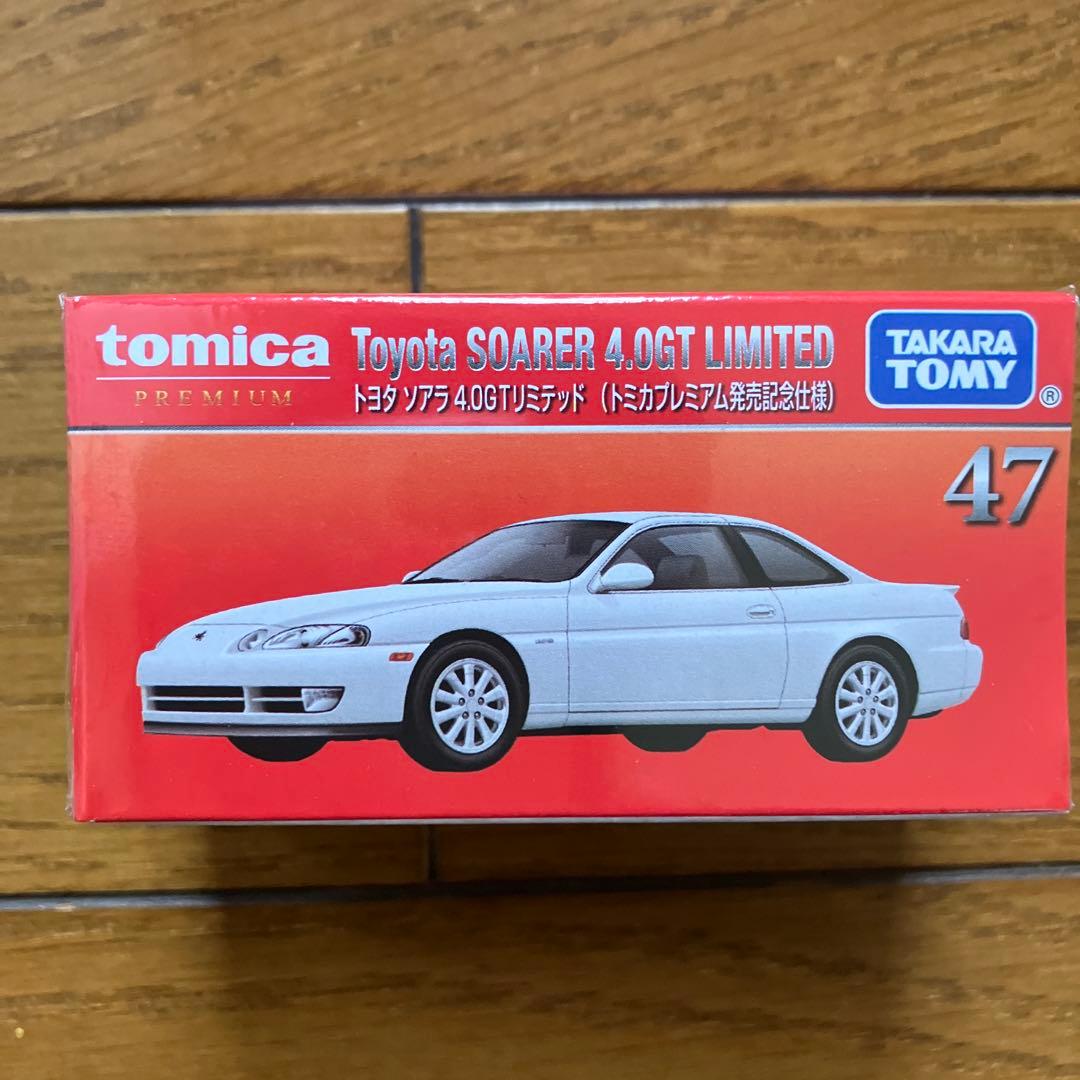 tomica
PREMIUM
Toyota SOARER 4.0GT LIMITED
トヨタ ソアラ 4.0GTリミテッド (トミカプレミアム発売記念仕様)
TAKARA
TOMY
®
47